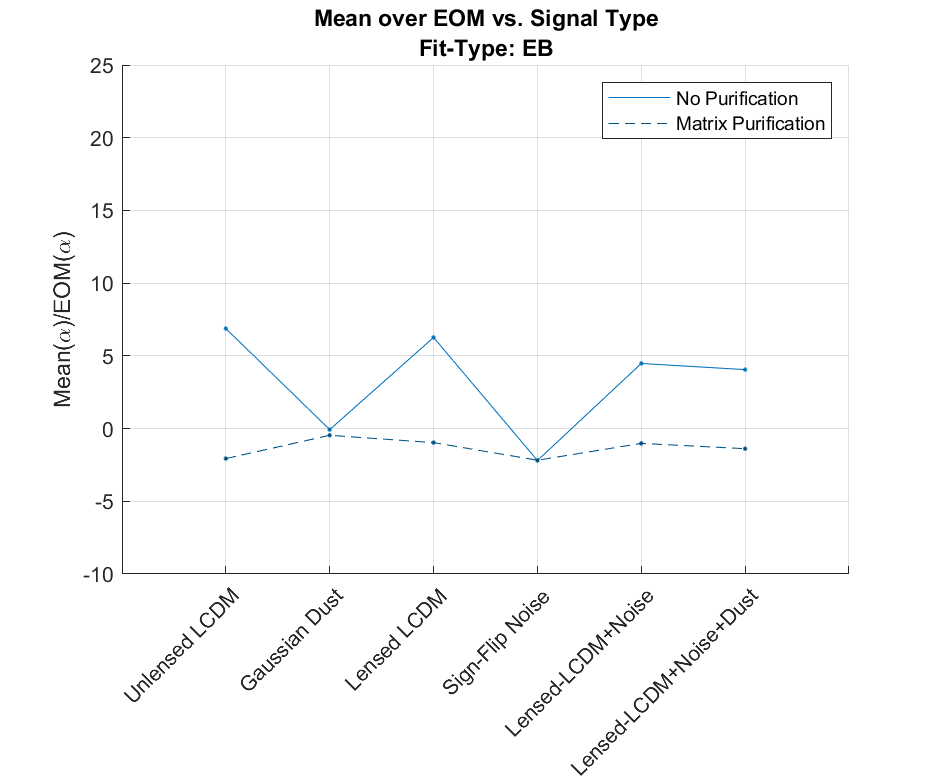 Mean over EOM vs. Signal Type
Fit-Type: EB
No Purification
Matrix Purification
Mean(α)/EOM(α)
25
20
15
10
5
0
-5
-10
Unlensed LCDM
Gaussian Dust
Lensed LCDM
Sign-Flip Noise
Lensed-LCDM+Noise
Lensed-LCDM+Noise+Dust